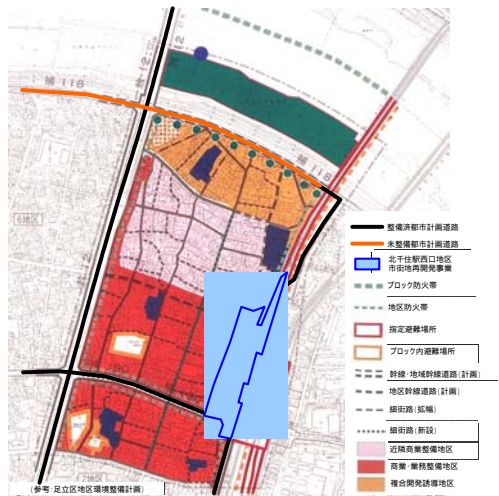 補118
補118
6地区
整備済都市計画道路
未整備都市計画道路
北千住駅西口地区
市街地再開発事業
ブロック防火帯
地区防火帯
指定避難場所
ブロック内避難場所
幹線・地域幹線道路(計画)
地区幹線道路(計画)
細街路(拡幅)
細街路(新設)
近隣商業整備地区
商業・業務整備地区
複合開発誘導地区
(参考:足立区地区環境整備計画)